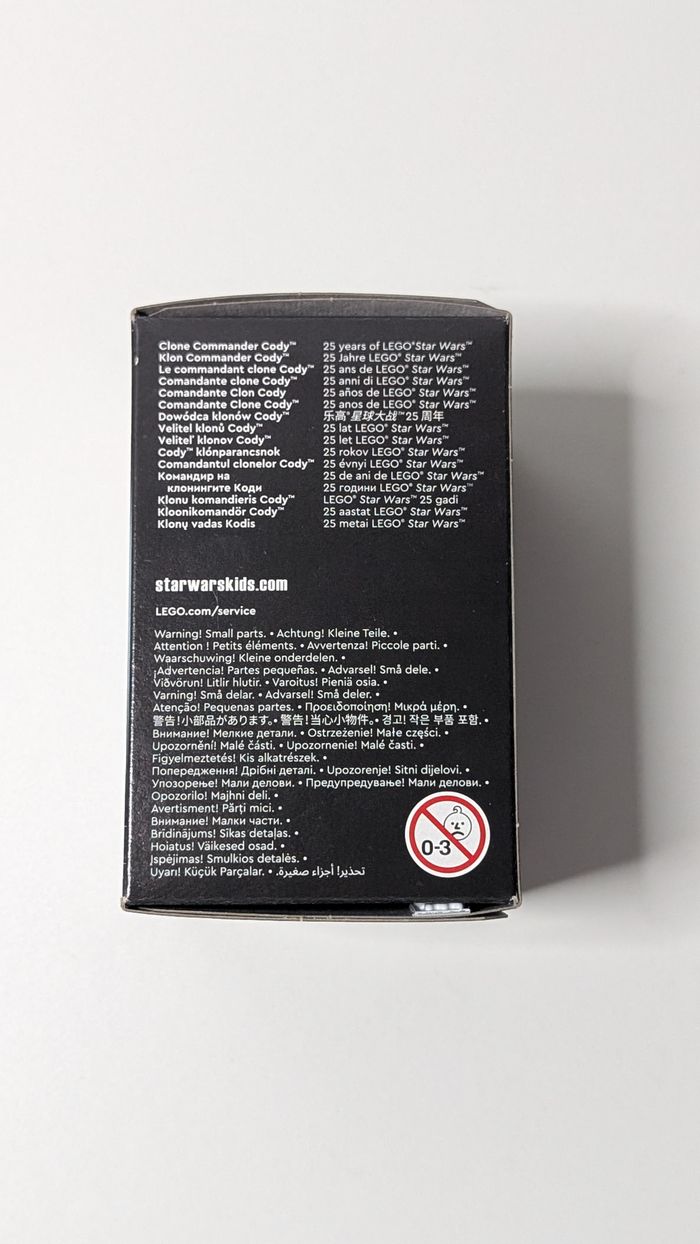 Clone Commander Cody™
Klon Commander Cody™
Le commandant clone Cody™
Comandante clone Cody™
Comandante Clon Cody
Comandante Clone Cody™
Dowódca klonów Cody™
Velitel klonů Cody™
Veliteľ klonov Cody™
Cody™ klónparancsnok
Comandantul clonelor Cody™
Командир на
клонингите Коди
Klonu komandieris Cody™
Kloonikomandör Cody™
Klonų vadas Kodis
25 years of LEGO® Star Wars™
25 Jahre LEGO® Star Wars™
25 ans de LEGO® Star Wars™
25 anni di LEGO® Star Wars™
25 años de LEGO® Star Wars™
25 anos de LEGO® Star Wars™
乐高®星球大战™25 周年
25 lat LEGO® Star Wars™
25 let LEGO® Star Wars™
25 rokov LEGO® Star Wars™
25 évnyi LEGO® Star Wars™
25 de ani de LEGO® Star Wars™
25 години LEGO® Star Wars™
LEGO® Star Wars™ 25 gadi
25 aastat LEGO® Star Wars™
25 metai LEGO® Star Wars™
starwarskids.com
LEGO.com/service
Warning! Small parts. • Achtung! Kleine Teile. •
Attention ! Petits éléments. • Avvertenza! Piccole parti. •
Waarschuwing! Kleine onderdelen. •
¡Advertencia! Partes pequeñas. • Advarsel! Små dele. •
Viðvörun! Litlir hlutir. • Varoitus! Pieniä osia. •
Varning! Små delar. • Advarsel! Små deler. •
Atenção! Pequenas partes. • Προειδοποίηση! Μικρά μέρη. •
警告!小部品があります。• 警告!当心小物件。• 경고! 작은 부품 포함. •
Внимание! Мелкие детали. • Ostrzeżenie! Małe części. •
Upozornění! Malé části. • Upozornenie! Malé časti. •
Figyelmeztetés! Kis alkatrészek. •
Попередження! Дрібні деталі. • Upozorenje! Sitni dijelovi. •
Упозорење! Мали делови. • Предупредување! Мали делови. •
Opozorilo! Majhni deli. •
Avertisment! Părți mici. •
Внимание! Малки части. •
Brīdinājums! Sīkas detaļas. •
Hoiatus! Väikesed osad. •
Įspėjimas! Smulkios detalės. •
Uyarı! Küçük Parçalar. • تحذير! أجزاء صغيرة.
0-3